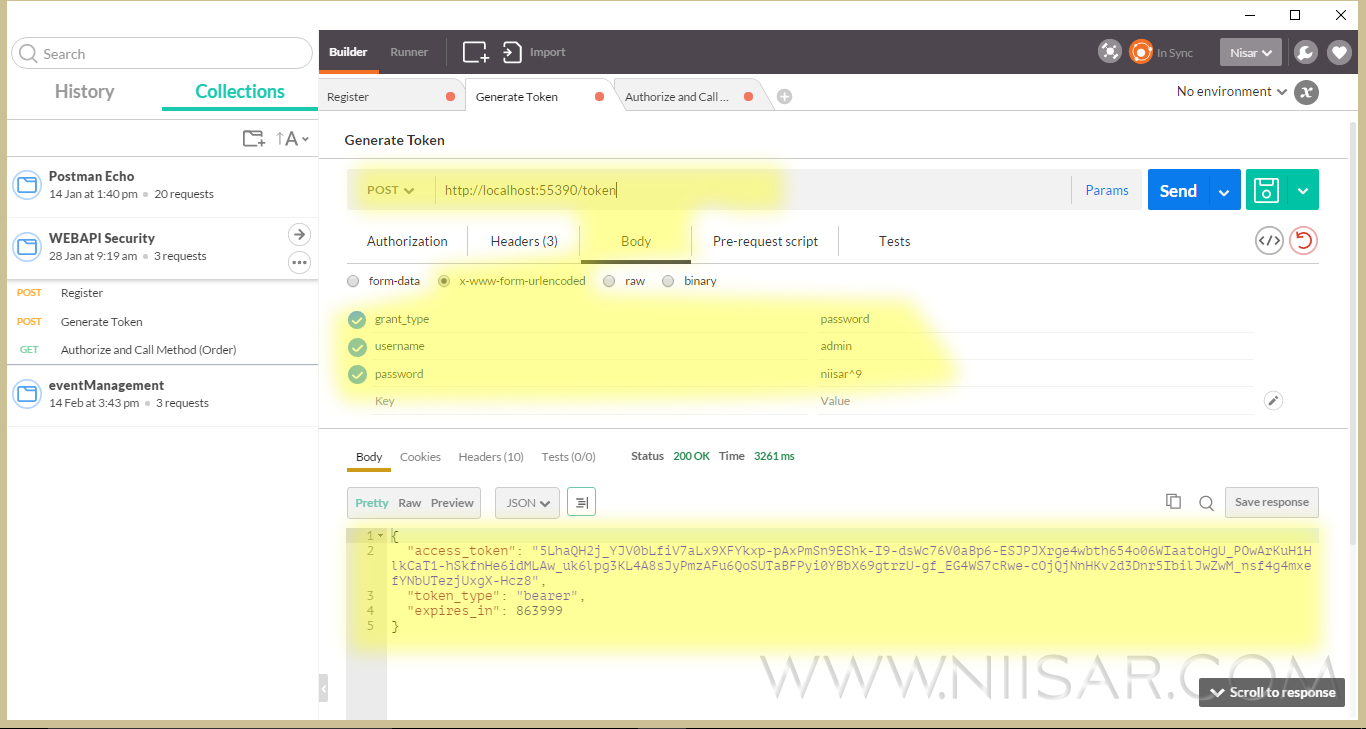 Search
History
Collections
↑A
Postman Echo
14 Jan at 1:40 pm • 20 requests
WEBAPI Security
28 Jan at 9:19 am • 3 requests
POST Register
POST Generate Token
GET Authorize and Call Method (Order)
eventManagement
14 Feb at 3:43 pm • 3 requests
Builder Runner Import In Sync Nisar
Register Generate Token Authorize and Call ... No environment
Generate Token
POST http://localhost:55390/token Params Send
Authorization Headers (3) Body Pre-request script Tests
form-data x-www-form-urlencoded raw binary
grant_type password
username admin
password niisar^9
Key Value
Body Cookies Headers (10) Tests (0/0) Status 200 OK Time 3261 ms
Pretty Raw Preview JSON Save response
1 {
2 "access_token": "5LhaQH2j_YJV0bLfiV7aLx9XFYkxp-pAxPmSn9EShk-I9-dsWc76V0aBp6-ESJPJXrge4wbth654o06WIaatoHgU_POwArKuH1H
lkCaT1-hSkfnHe6idMLAw_uk6lpg3KL4A8sJyPmzAFu6QoSUTaBFPyi0YBbX69gtrzU-gf_EG4WS7cRwe-cOjQjNnHKv2d3Dnr5IbilJwZwM_nsf4g4mxe
fYNbUTezjUxgX-Hcz8",
3 "token_type": "bearer",
4 "expires_in": 863999
5 }
WWW.NIISAR.COM
Scroll to response